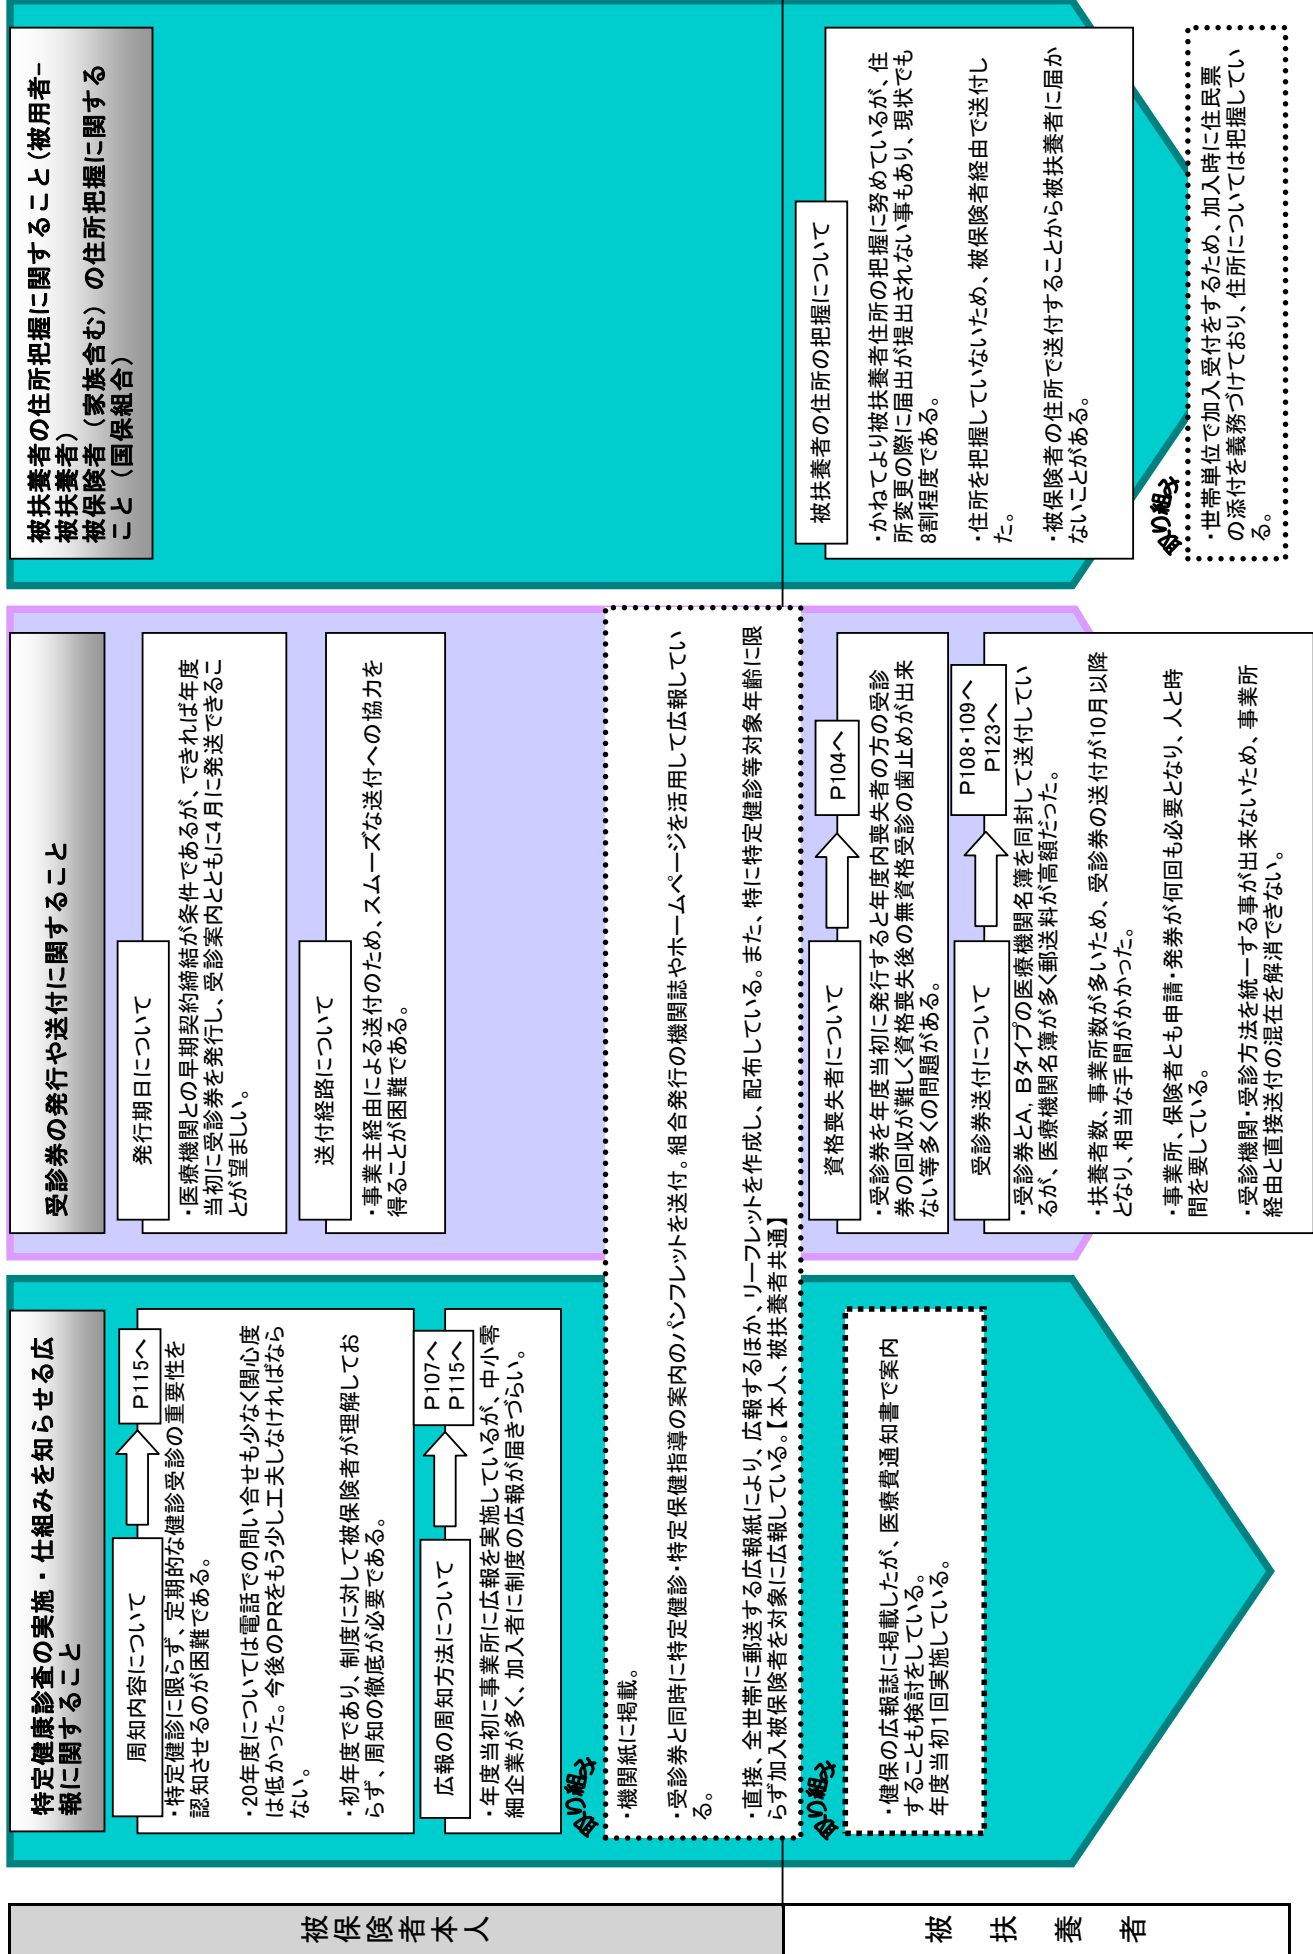 被保険者本人
被扶養者
特定健康診査の実施・仕組みを知らせる広
報に関すること
周知内容について
P115へ
・特定健診に限らず、定期的な健診受診の重要性を
認知させるのが困難である。
・20年度については電話での問い合せも少なく関心度
は低かった。今後のPRをもう少し工夫しなければなら
ない。
・初年度であり、制度に対して被保険者が理解してお
らず、周知の徹底が必要である。
広報の周知方法について
P107へ
P115へ
・年度当初に事業所に広報を実施しているが、中小零
細企業が多く、加入者に制度の広報が届きづらい。
取り組み
・機関紙に掲載。
・受診券と同時に特定健診・特定保健指導の案内のパンフレットを送付。組合発行の機関誌やホームページを活用して広報してい
る。
・直接、全世帯に郵送する広報紙により、広報するほか、リーフレットを作成し、配布している。また、特に特定健診等対象年齢に限
らず加入被保険者を対象に広報している。【本人、被扶養者共通】
取り組み
・健保の広報誌に掲載したが、医療費通知書で案内
することも検討をしている。
年度当初1回実施している。
受診券の発行や送付に関すること
発行期日について
・医療機関との早期契約締結が条件であるが、できれば年度
当初に受診券を発行し、受診案内とともに4月に発送できるこ
とが望ましい。
送付経路について
・事業主経由による送付のため、スムーズな送付への協力を
得ることが困難である。
資格喪失者について
P104へ
・受診券を年度当初に発行すると年度内喪失者の方の受診
券の回収が難しく資格喪失後の無資格受診の歯止めが出来
ない等多くの問題がある。
受診券送付について
P108・109へ
P123へ
・受診券とA, Bタイプの医療機関名簿を同封して送付してい
るが、医療機関名簿が多く郵送料が高額だった。
・扶養者数、事業所数が多いため、受診券の送付が10月以降
となり、相当な手間がかかった。
・事業所、保険者とも申請・発券が何回も必要となり、人と時
間を要している。
・受診機関・受診方法を統一する事が出来ないため、事業所
経由と直接送付の混在を解消できない。
被扶養者の住所把握に関すること（被用者−
被扶養者）
被保険者（家族含む）の住所把握に関する
こと（国保組合）
被扶養者の住所の把握について
・かねてより被扶養者住所の把握に努めているが、住
所変更の際に届出が提出されない事もあり、現状でも
8割程度である。
・住所を把握していないため、被保険者経由で送付し
た。
・被保険者の住所で送付することから被扶養者に届か
ないことがある。
取り組み
・世帯単位で加入受付をするため、加入時に住民票
の添付を義務づけており、住所については把握してい
る。